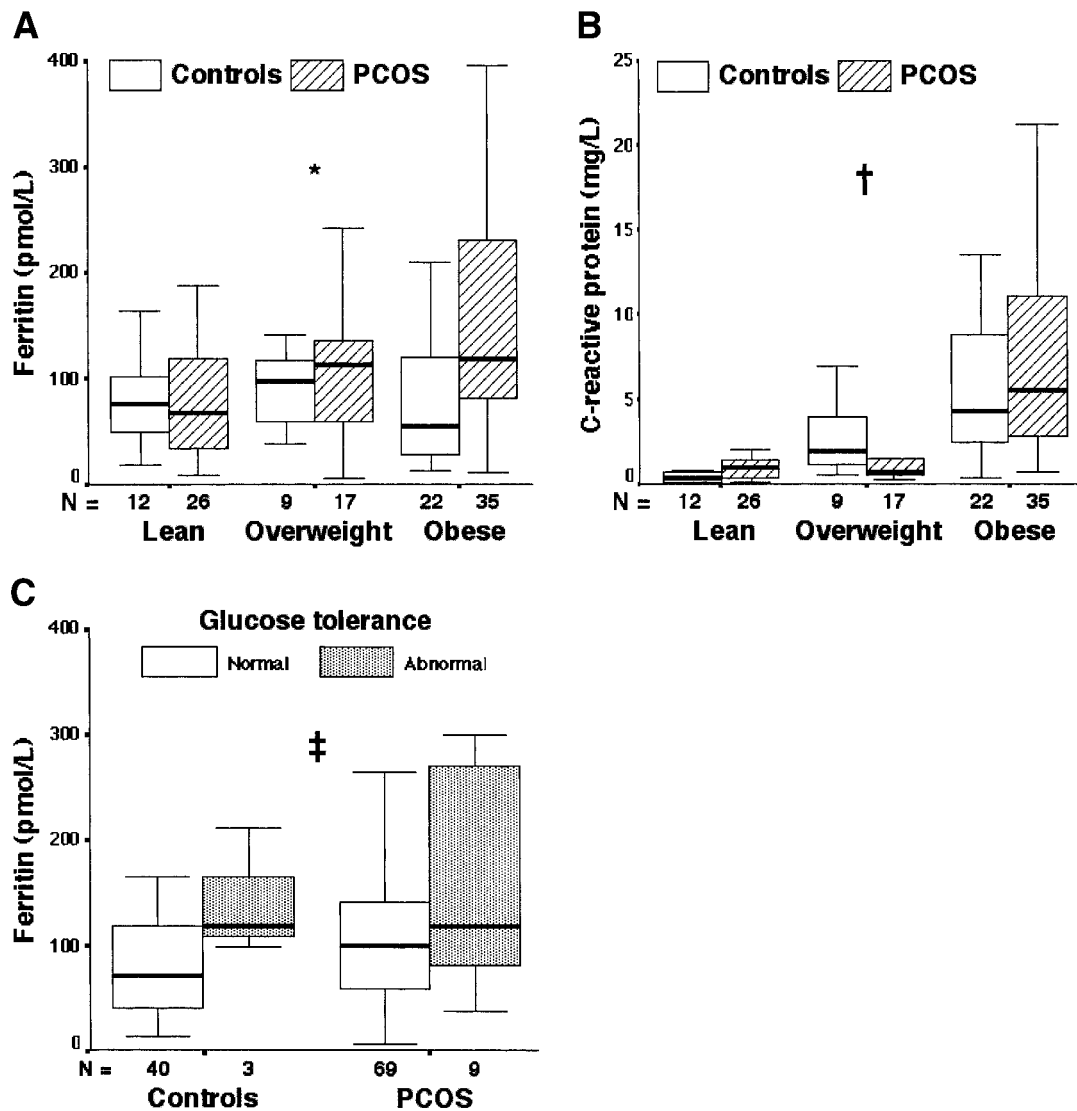 A
Controls PCOS
Ferritin (pmol/L)
400
300
200
100
0
*
N = 12 26 9 17 22 35
Lean Overweight Obese
B
Controls PCOS
C-reactive protein (mg/L)
25
20
15
10
5
0
†
N = 12 26 9 17 22 35
Lean Overweight Obese
C
Glucose tolerance
Normal Abnormal
Ferritin (pmol/L)
400
300
200
100
0
‡
N = 40 3 69 9
Controls PCOS